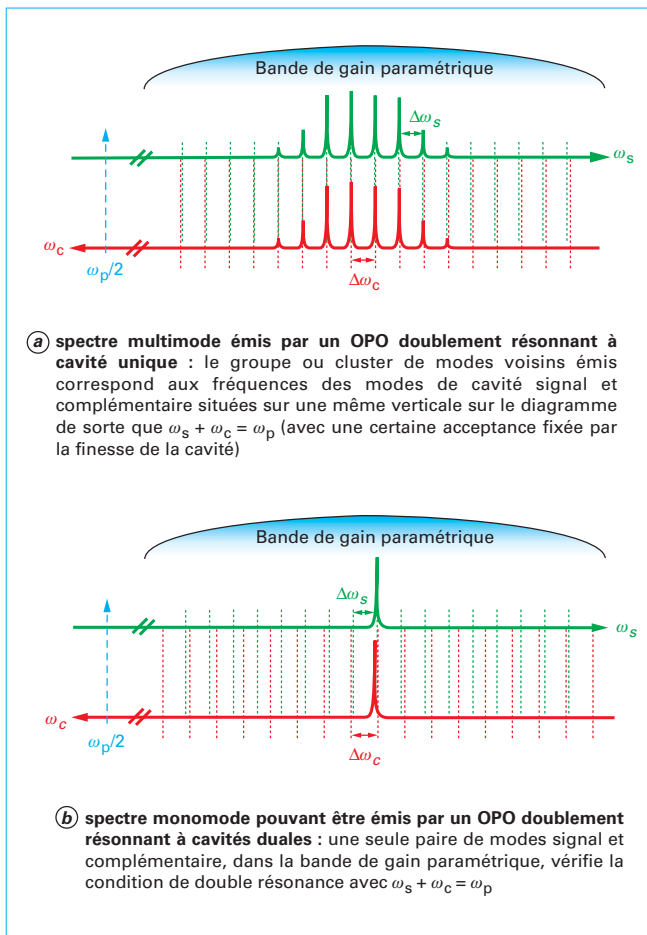 Bande de gain paramétrique
Δωs
ωs
ωc
ωp/2
Δωc
a spectre multimode émis par un OPO doublement résonnant à
cavité unique : le groupe ou cluster de modes voisins émis
correspond aux fréquences des modes de cavité signal et
complémentaire situées sur une même verticale sur le diagramme
de sorte que ωs + ωc = ωp (avec une certaine acceptance fixée par
la finesse de la cavité)
Bande de gain paramétrique
Δωs
ωs
ωc
ωp/2
Δωc
b spectre monomode pouvant être émis par un OPO doublement
résonnant à cavités duales : une seule paire de modes signal et
complémentaire, dans la bande de gain paramétrique, vérifie la
condition de double résonance avec ωs + ωc = ωp